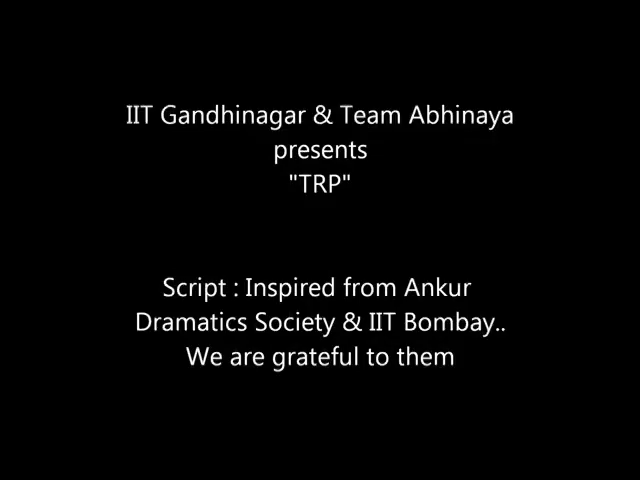 IIT Gandhinagar & Team Abhinaya
presents
"TRP"
Script : Inspired from Ankur
Dramatics Society & IIT Bombay..
We are grateful to them